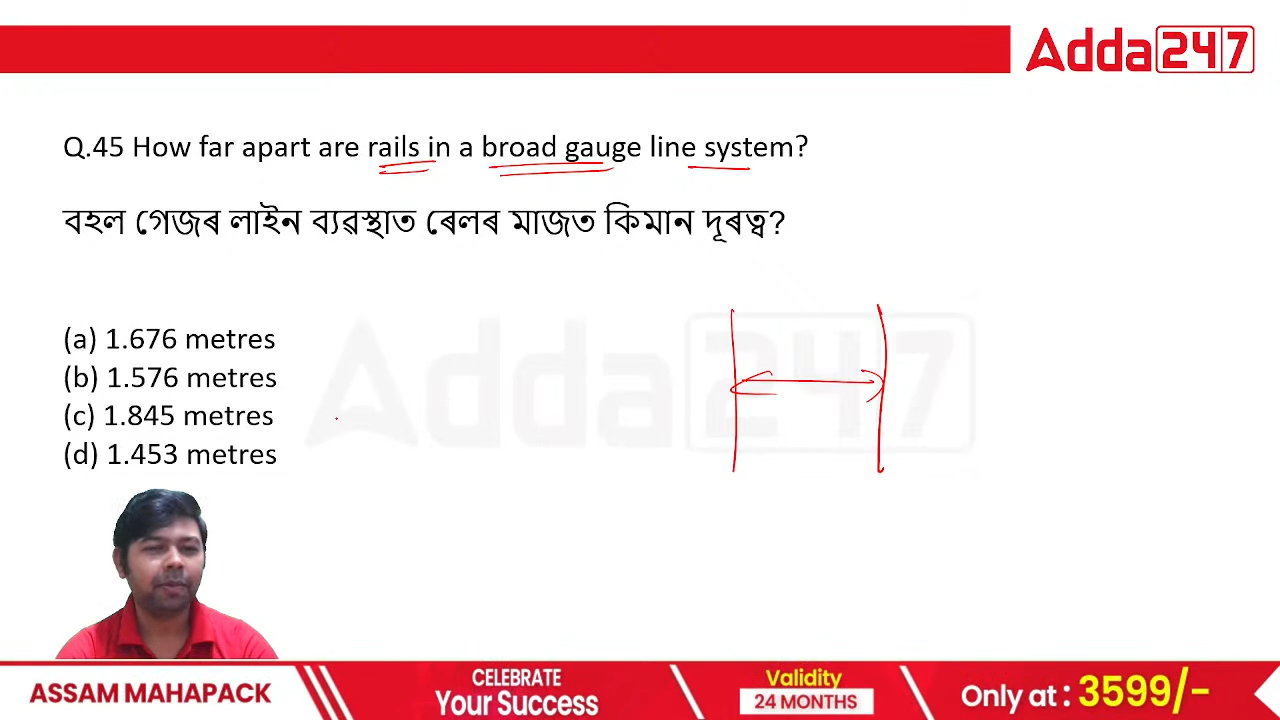 Adda247
Q.45 How far apart are rails in a broad gauge line system?
বহল গেজৰ লাইন ব্যৱস্থাত ৰেলৰ মাজত কিমান দূৰত্ব?
(a) 1.676 metres
(b) 1.576 metres
(c) 1.845 metres
(d) 1.453 metres
Adda247
ASSAM MAHAPACK
CELEBRATE
Your Success
Validity
24 MONTHS
Only at : 3599/-